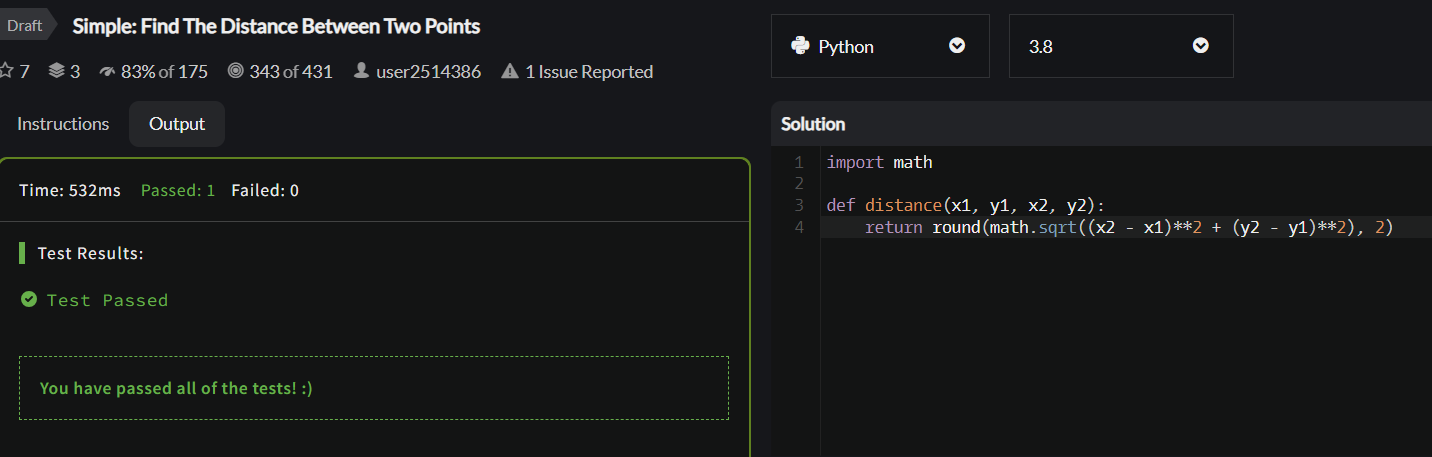 Draft Simple: Find The Distance Between Two Points
7 3 83% of 175 343 of 431 user2514386 1 Issue Reported
Instructions Output
Time: 532ms Passed: 1 Failed: 0
Test Results:
Test Passed
You have passed all of the tests! :)
Python 3.8
Solution
1 import math
2
3 def distance(x1, y1, x2, y2):
4     return round(math.sqrt((x2 - x1)**2 + (y2 - y1)**2), 2)